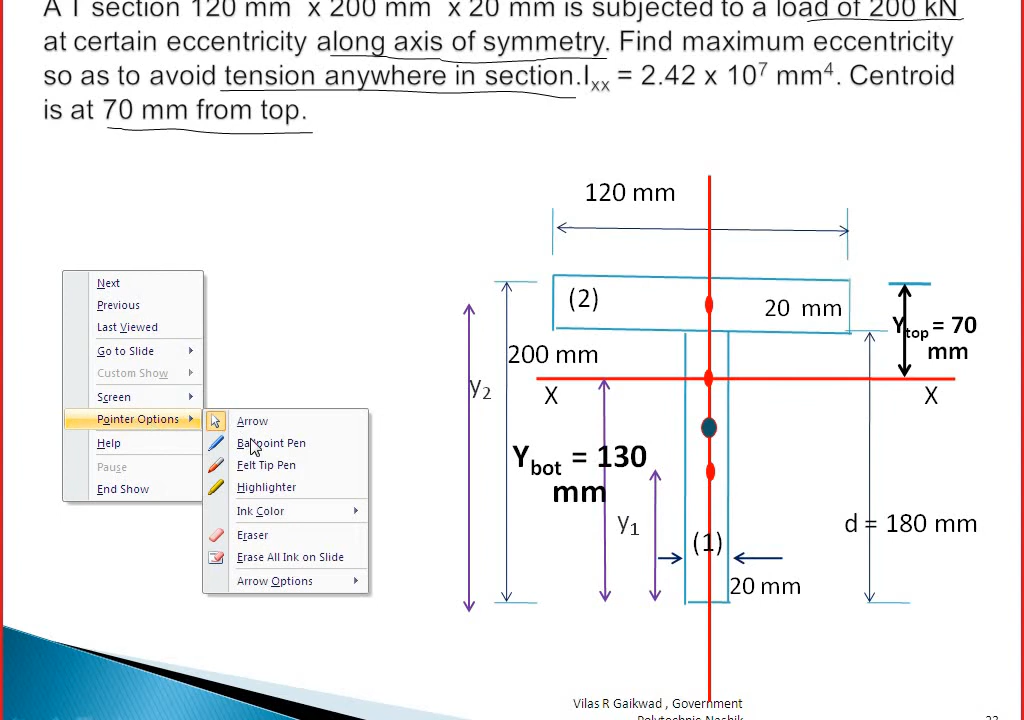 A T section 120 mm x 200 mm x 20 mm is subjected to a load of 200 kN
at certain eccentricity along axis of symmetry. Find maximum eccentricity
so as to avoid tension anywhere in section.Ixx = 2.42 x 10⁷ mm⁴. Centroid
is at 70 mm from top.
120 mm
Next
Previous
Last Viewed
Go to Slide
Custom Show
Screen
Pointer Options
Help
Pause
End Show
Arrow
Ballpoint Pen
Felt Tip Pen
Highlighter
Ink Color
Eraser
Erase All Ink on Slide
Arrow Options
(2)
20 mm
Ytop = 70
mm
200 mm
y₂
X
X
Ybot = 130
mm
y₁
(1)
d = 180 mm
20 mm
Vilas R Gaikwad , Government
Polytechnic Nashik